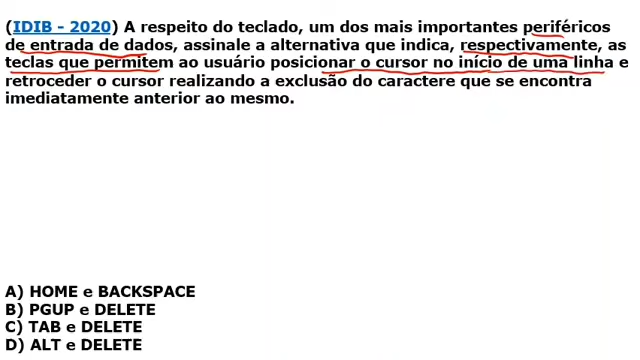 (IDIB - 2020) A respeito do teclado, um dos mais importantes periféricos
de entrada de dados, assinale a alternativa que indica, respectivamente, as
teclas que permitem ao usuário posicionar o cursor no início de uma linha e
retroceder o cursor realizando a exclusão do caractere que se encontra
imediatamente anterior ao mesmo.
A) HOME e BACKSPACE
B) PGUP e DELETE
C) TAB e DELETE
D) ALT e DELETE